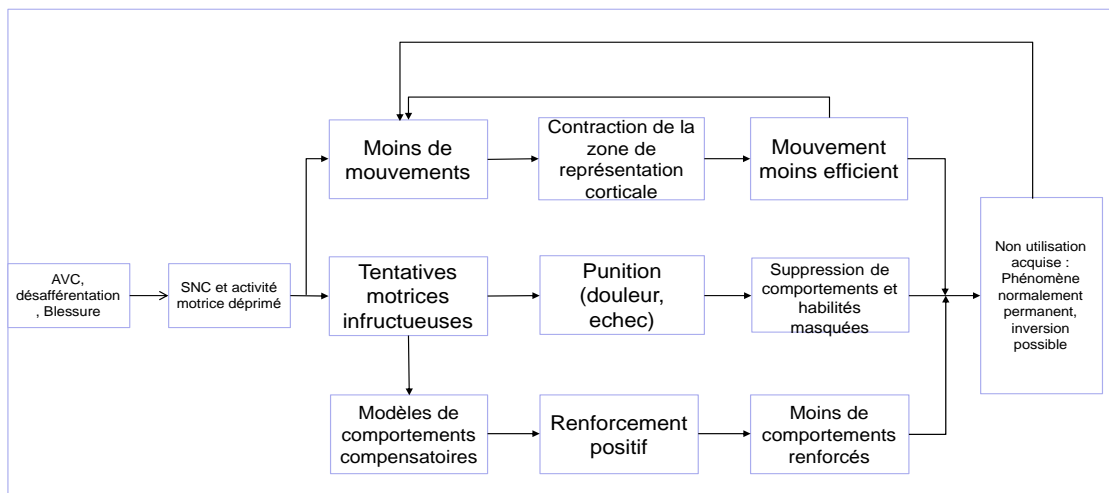 Moins de
mouvements
Contraction de la
zone de
représentation
corticale
Mouvement
moins efficient
AVC,
désafférentation
, Blessure
SNC et activité
motrice déprimé
Tentatives
motrices
infructueuses
Punition
(douleur,
echec)
Suppression de
comportements et
habilités
masquées
Non utilisation
acquise :
Phénomène
normalement
permanent,
inversion
possible
Modèles de
comportements
compensatoires
Renforcement
positif
Moins de
comportements
renforcés